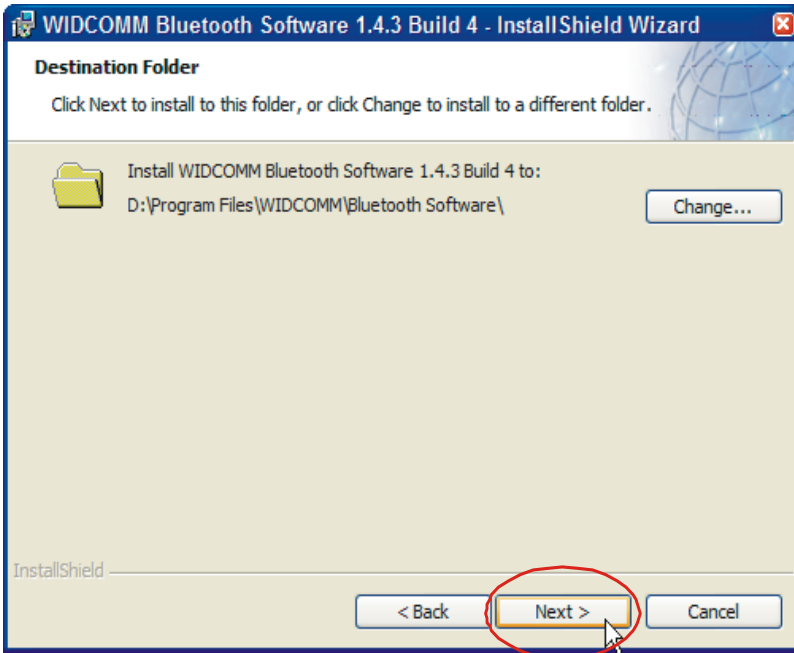 WIDCOMM Bluetooth Software 1.4.3 Build 4 - InstallShield Wizard
Destination Folder
Click Next to install to this folder, or click Change to install to a different folder.
Install WIDCOMM Bluetooth Software 1.4.3 Build 4 to:
D:\Program Files\WIDCOMM\Bluetooth Software\
Change...
InstallShield
< Back
Next >
Cancel